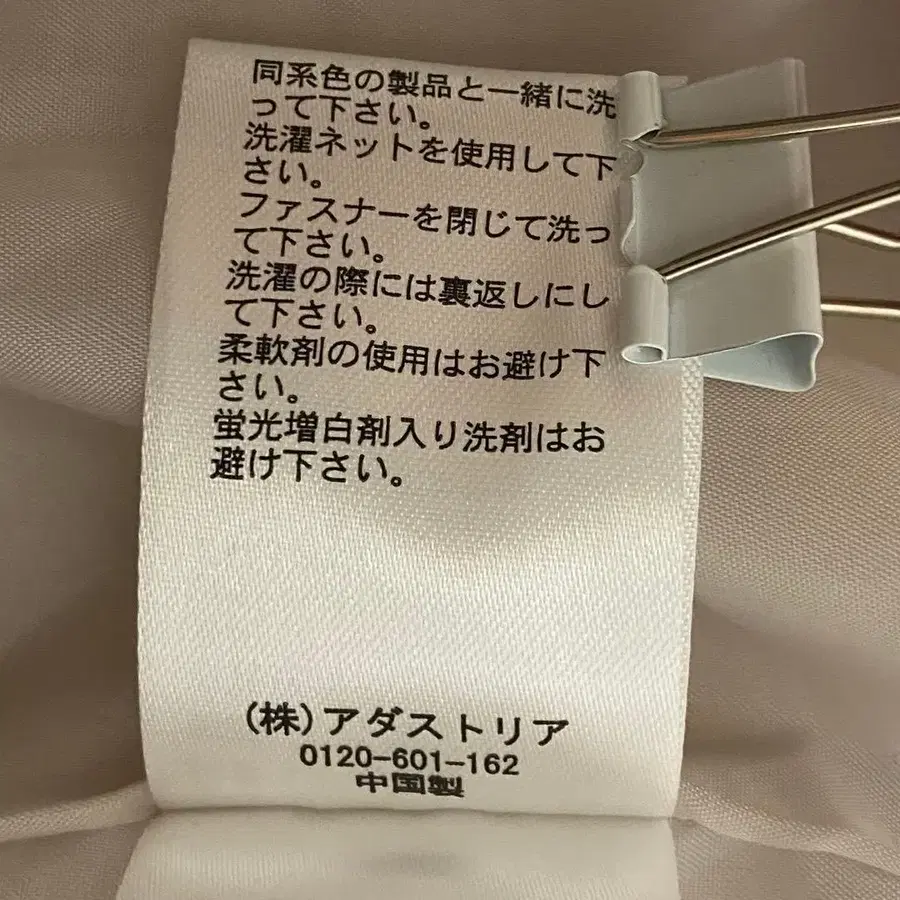 同系色の製品と一緒に洗
って下さい。
洗濯ネットを使用して下
さい。
ファスナーを閉じて洗っ
て下さい。
洗濯の際には裏返しにし
て下さい。
柔軟剤の使用はお避け下
さい。
蛍光増白剤入り洗剤はお
避け下さい。
(株)アダストリア
0120-601-162
中国製